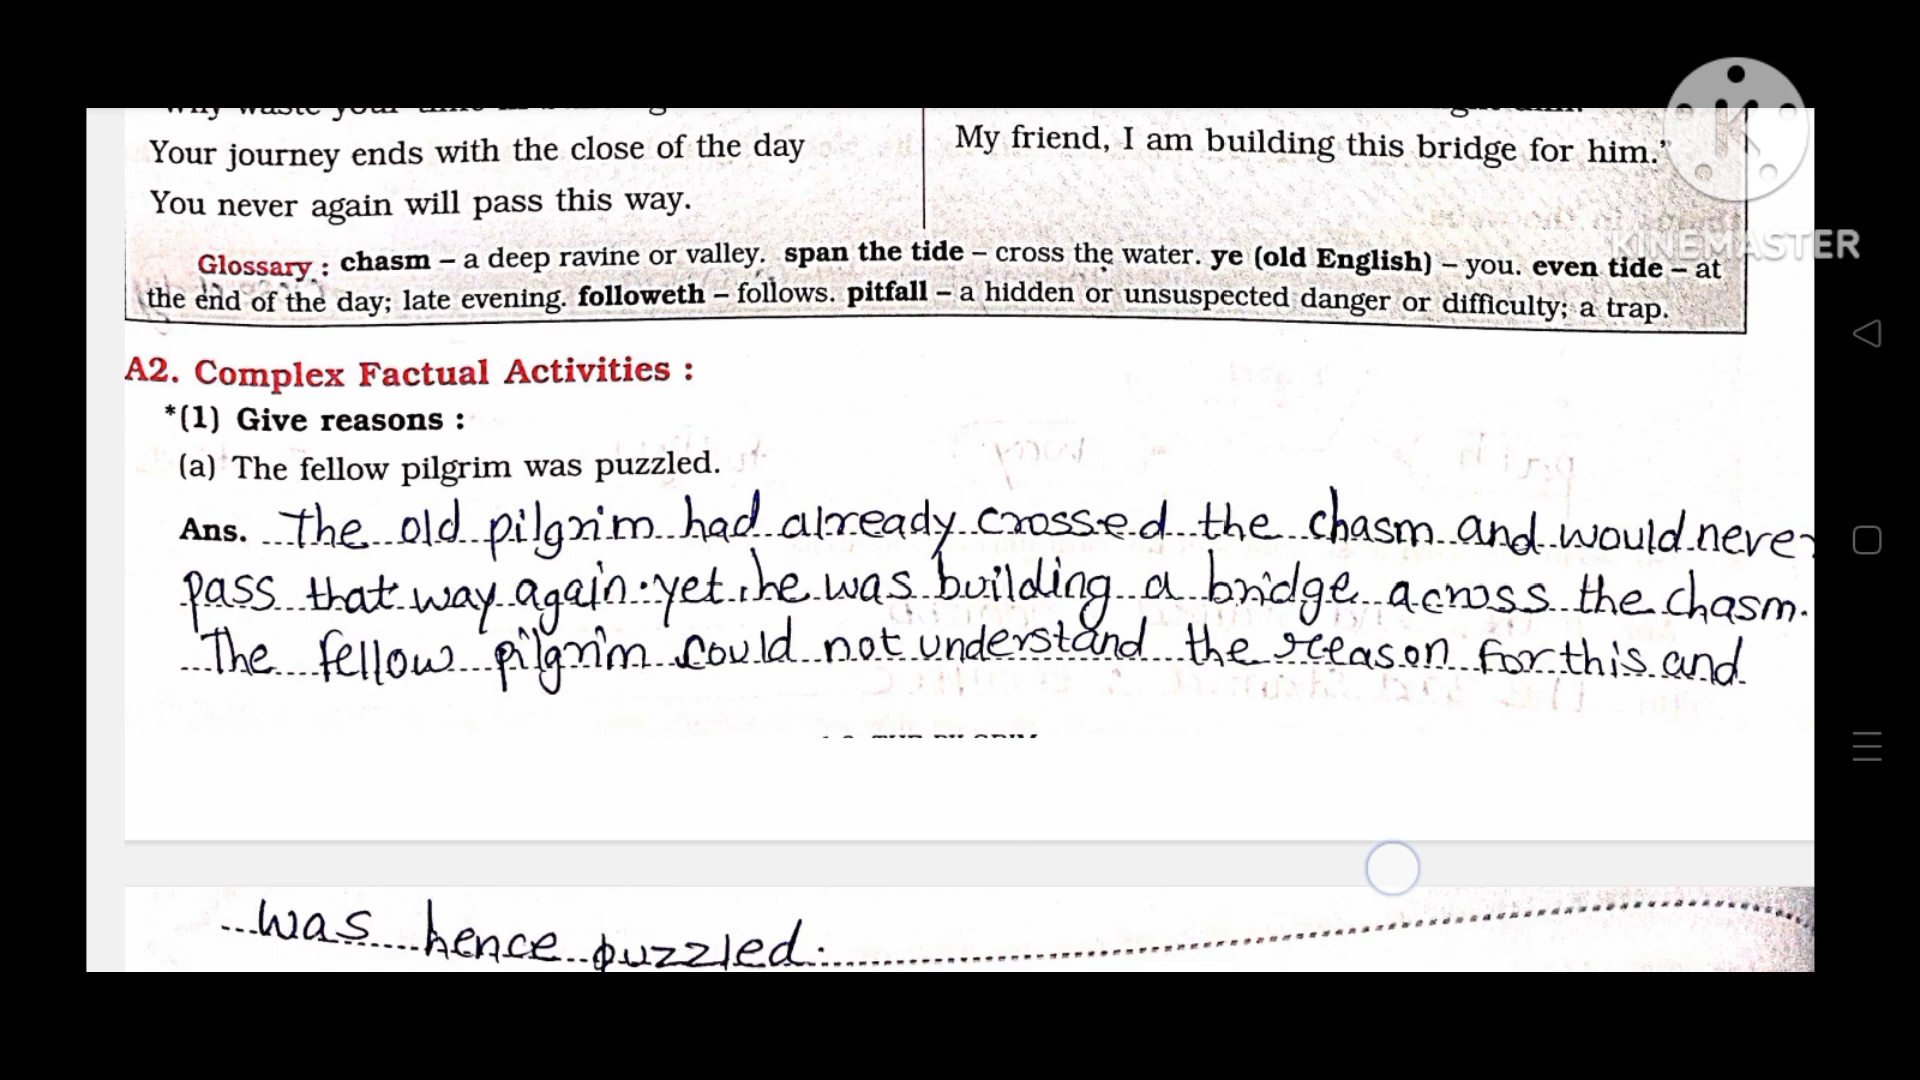 Your journey ends with the close of the day
You never again will pass this way.
My friend, I am building this bridge for him."
Glossary : chasm – a deep ravine or valley. span the tide – cross the water. ye (old English) – you. even tide – at
the end of the day; late evening. followeth – follows. pitfall – a hidden or unsuspected danger or difficulty; a trap.
A2. Complex Factual Activities :
*(1) Give reasons :
(a) The fellow pilgrim was puzzled.
Ans. The old pilgrim had already crossed the chasm and would never
pass that way again. yet, he was building a bridge across the chasm.
The fellow pilgrim could not understand the reason for this and
was hence puzzled.
KINEMASTER